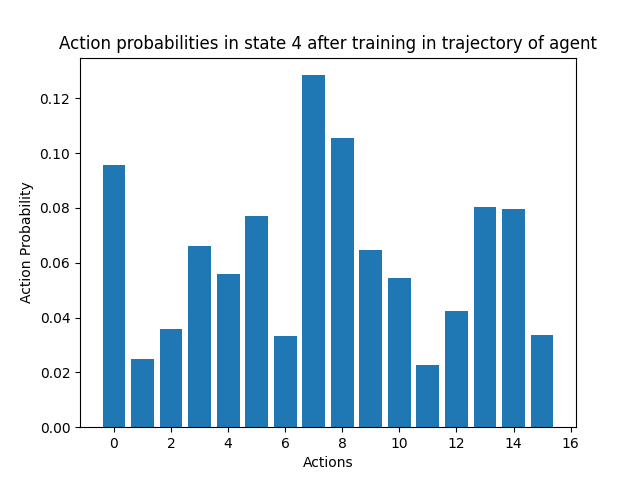 Action probabilities in state 4 after training in trajectory of agent
0.12
0.10
0.08
0.06
0.04
0.02
0.00
Action Probability
0 2 4 6 8 10 12 14 16
Actions